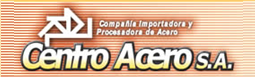 Compañía Importadora y
Procesadora de Acero
Centro Acero S.A.